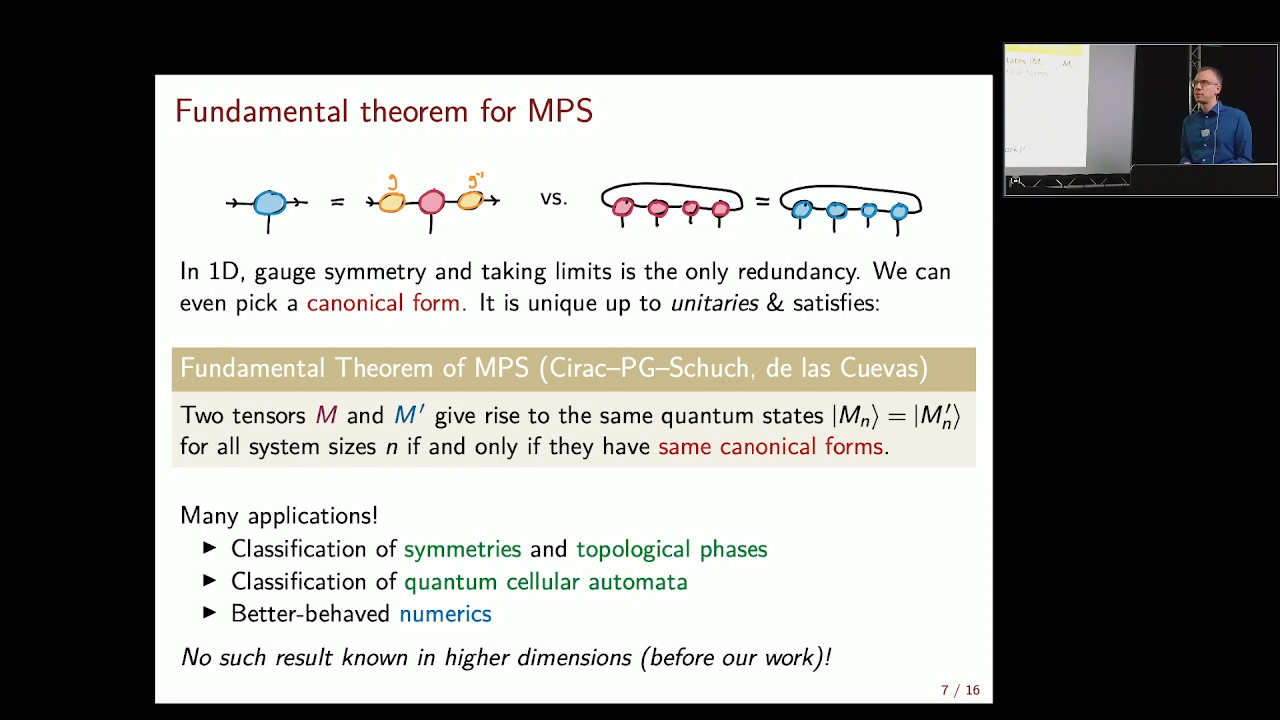 Fundamental theorem for MPS
g g⁻¹
= vs. =
In 1D, gauge symmetry and taking limits is the only redundancy. We can
even pick a canonical form. It is unique up to unitaries & satisfies:
Fundamental Theorem of MPS (Cirac–PG–Schuch, de las Cuevas)
Two tensors M and M′ give rise to the same quantum states |Mₙ⟩ = |M′ₙ⟩
for all system sizes n if and only if they have same canonical forms.
Many applications!
▶ Classification of symmetries and topological phases
▶ Classification of quantum cellular automata
▶ Better-behaved numerics
No such result known in higher dimensions (before our work)!
7 / 16